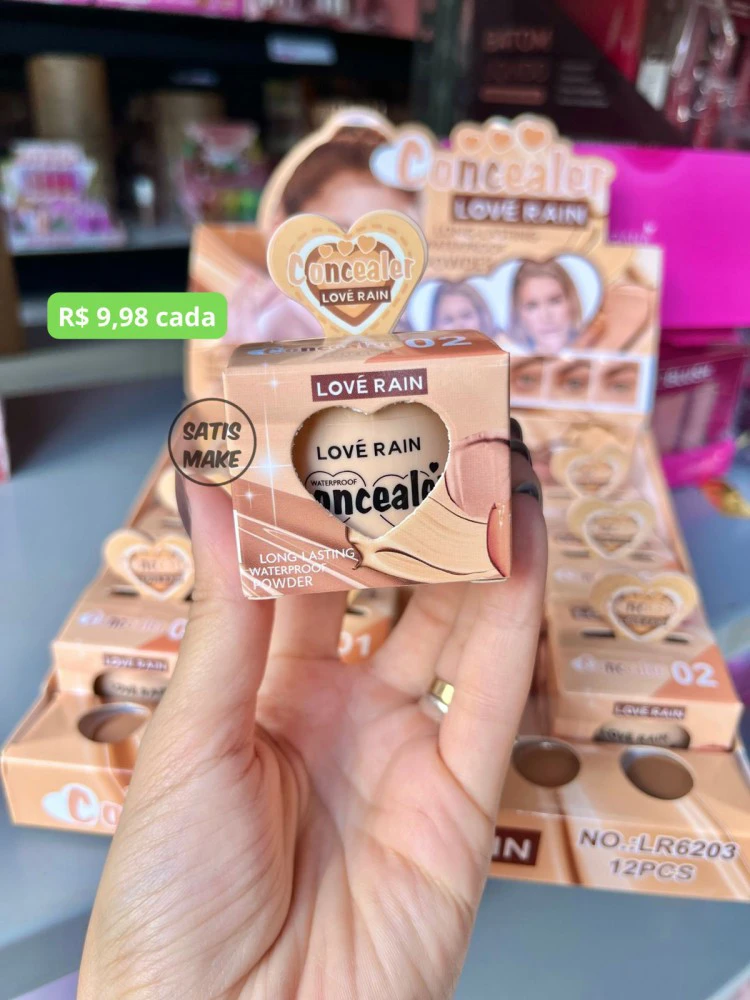 Concealer
LOVÉ RAIN
Concealer
LOVÉ RAIN
R$ 9,98 cada
02
LOVÉ RAIN
SATIS
MAKE
LOVÉ RAIN
WATERPROOF
LONG-LASTING
WATERPROOF
POWDER
01
02
LOVÉ RAIN
LOVÉ RAIN
NO.:LR6203
12PCS